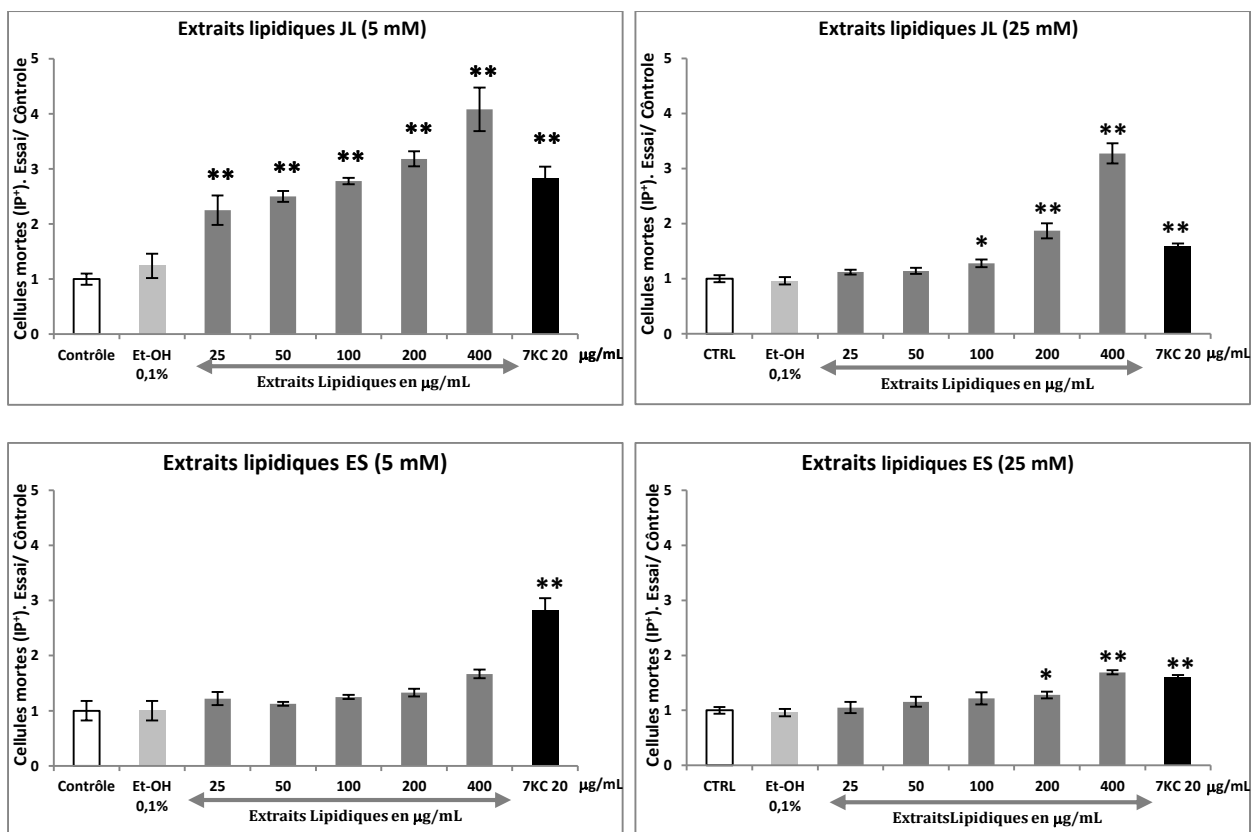 Extraits lipidiques JL (5 mM)
Cellules mortes (IP⁺). Essai/ Côntrole
5
4
3
2
1
0
** ** ** ** ** **
Contrôle Et-OH 25 50 100 200 400 7KC 20 µg/mL
0,1%
Extraits Lipidiques en µg/mL
Extraits lipidiques JL (25 mM)
Cellules mortes (IP⁺). Essai/ Côntrole
5
4
3
2
1
0
* ** ** **
CTRL Et-OH 25 50 100 200 400 7KC 20 µg/mL
0,1%
Extraits Lipidiques en µg/mL
Extraits lipidiques ES (5 mM)
Cellules mortes (IP⁺). Essai/ Côntrole
5
4
3
2
1
0
**
Contrôle Et-OH 25 50 100 200 400 7KC 20 µg/mL
0,1%
Extraits Lipidiques en µg/mL
Extraits lipidiques ES (25 mM)
Cellules mortes (IP⁺). Essai/ Côntrole
5
4
3
2
1
0
* ** **
CTRL Et-OH 25 50 100 200 400 7KC 20 µg/mL
0,1%
ExtraitsLipidiques en µg/mL